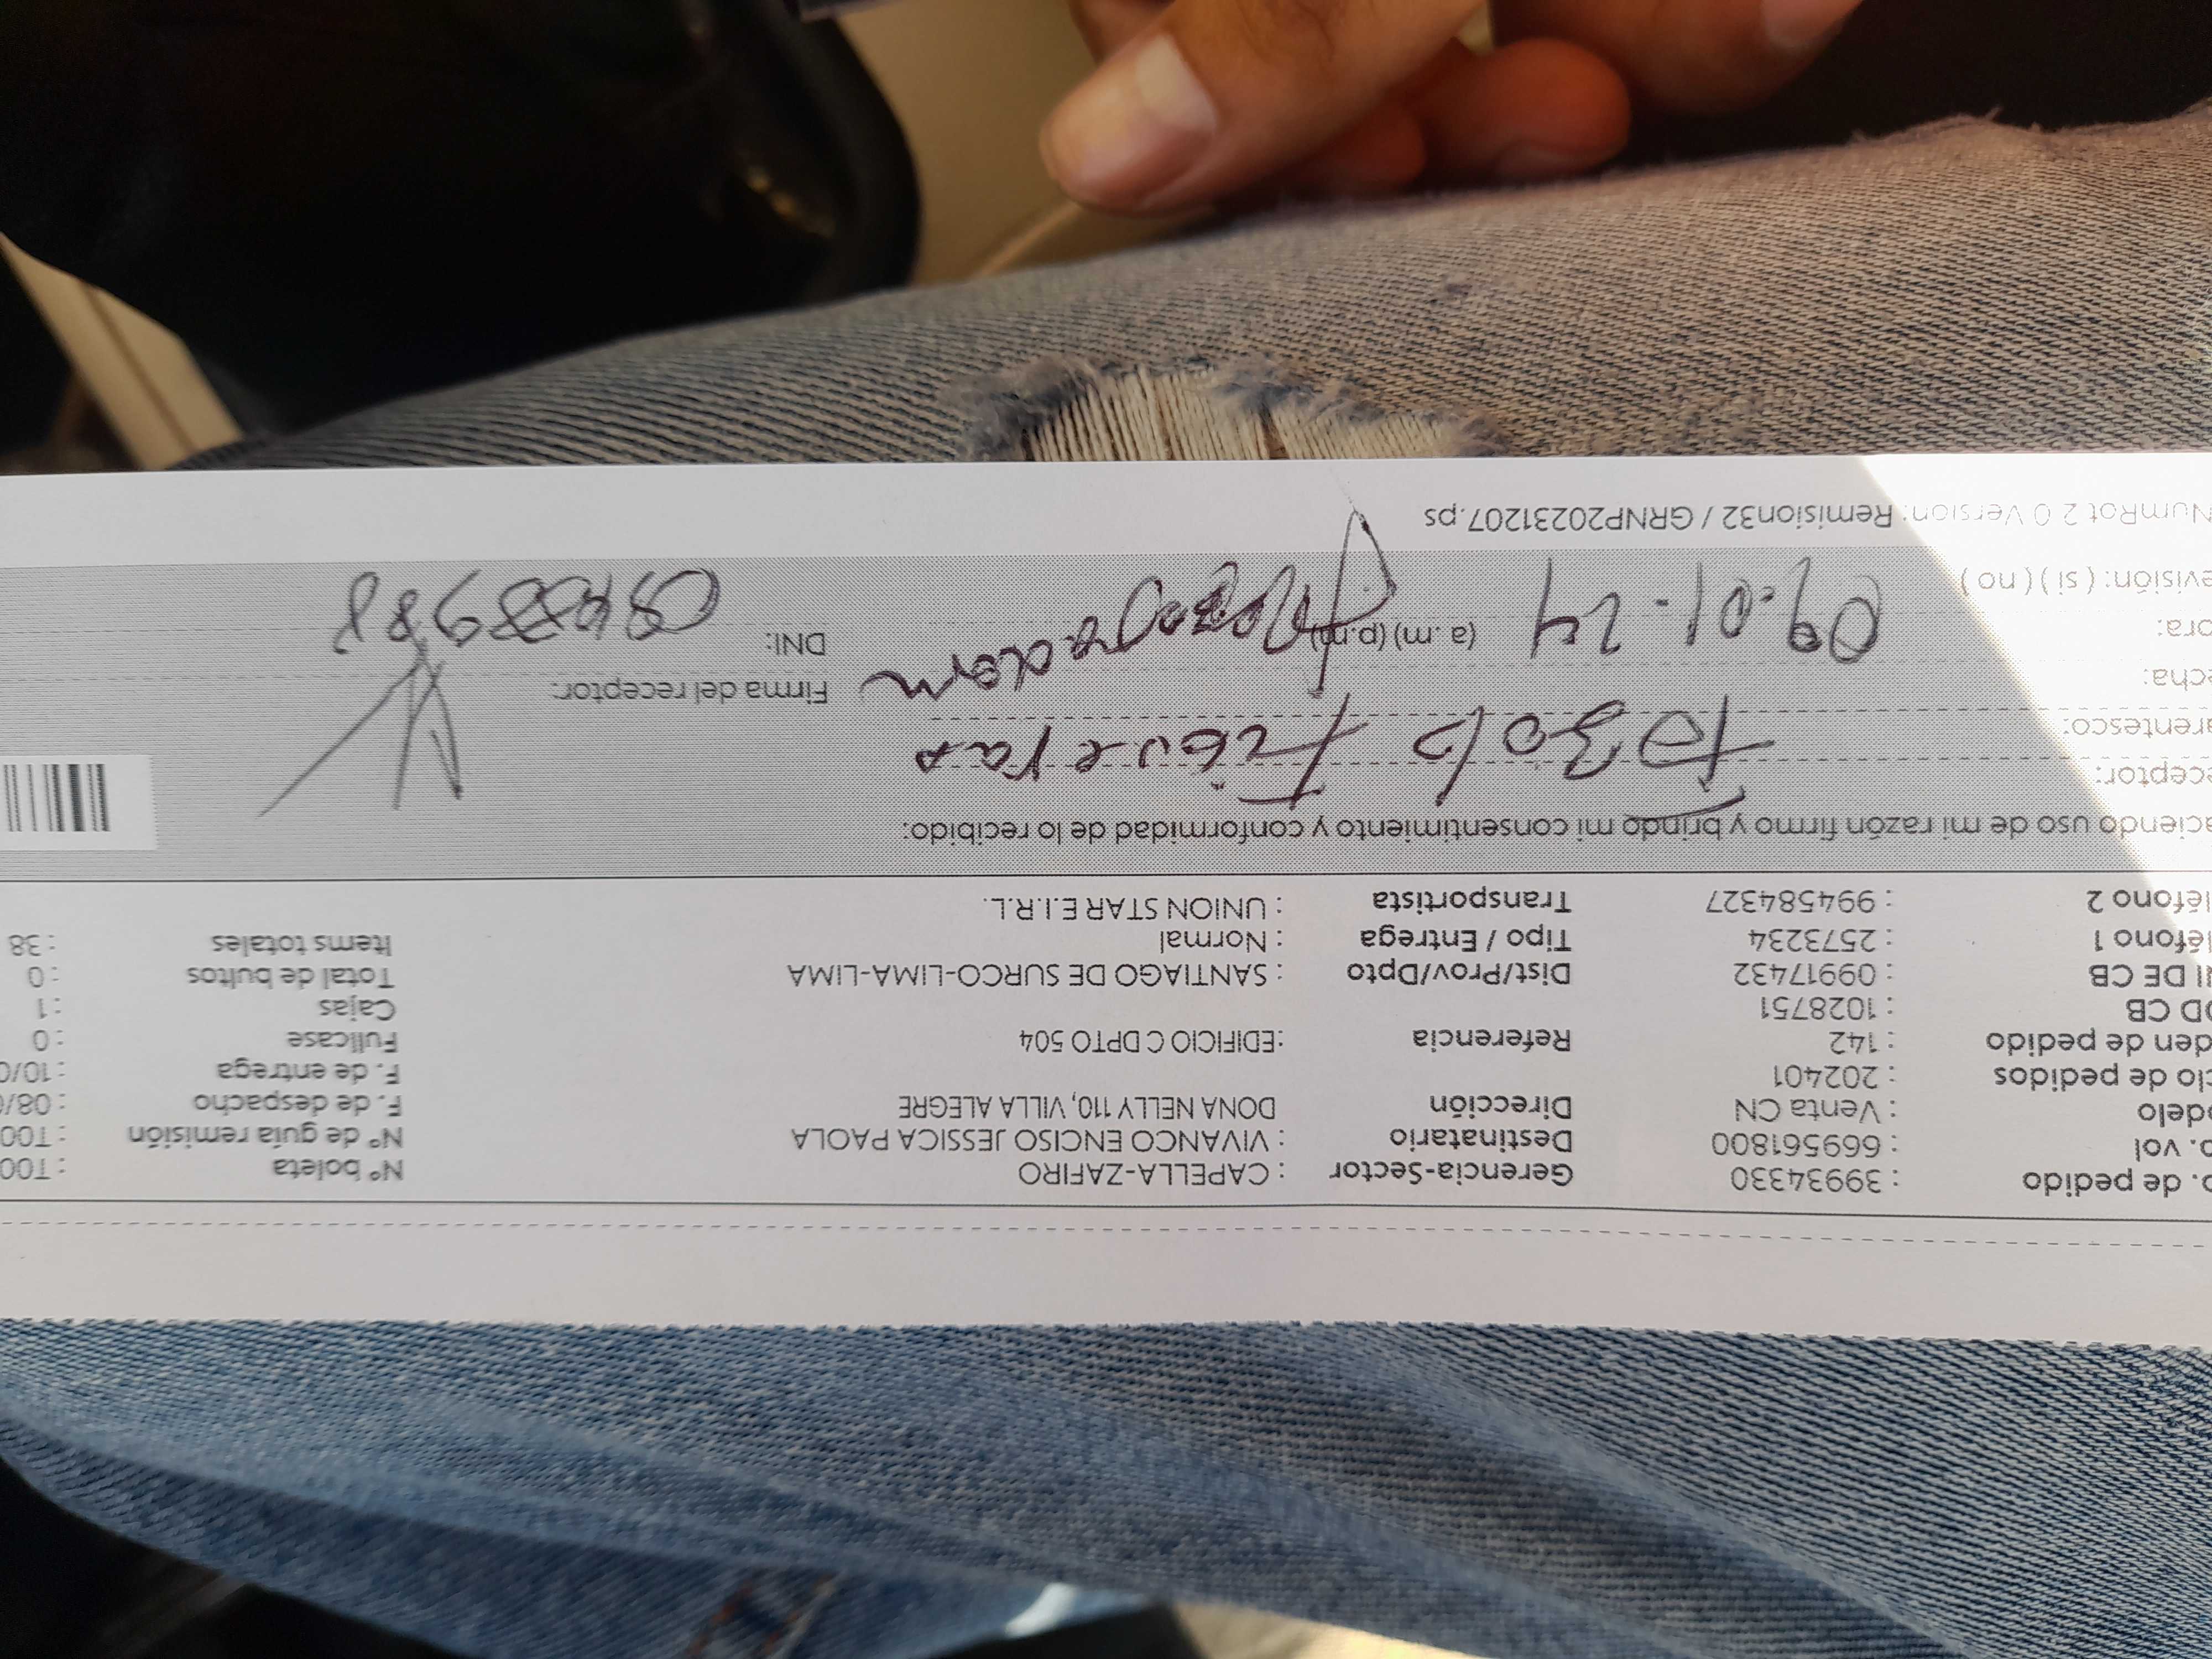 o. de pedido : 39934330 Gerencia-Sector : CAPELLA-ZAFIRO Nº boleta : T00
o. vol : 669561800 Destinatario : VIVANCO ENCISO JESSICA PAOLA Nº de guía remisión : T00
odelo : Venta CN Dirección DONA NELLY 110, VILLA ALEGRE F. de despacho : 08/0
clo de pedidos : 202401 F. de entrega : 10/0
den de pedido : 142 Referencia :EDIFICIO C DPTO 504 Fullcase : 0
OD CB : 1028751 Cajas : 1
NI DE CB : 09917432 Dist/Prov/Dpto : SANTIAGO DE SURCO-LIMA-LIMA Total de bultos : 0
léfono 1 : 2573234 Tipo / Entrega : Normal Items totales : 38
léfono 2 : 994584327 Transportista : UNION STAR E.I.R.L.
aciendo uso de mi razón firmo y brindo mi consentimiento y conformidad de lo recibido:
eceptor:
arentesco:
echa: Firma del receptor:
ora: 09.01.24 (a. m) (p.m) DNI:
evisión: ( si ) ( no )
NumRot 2 0 Version: Remision32 / GRNP20231207.ps